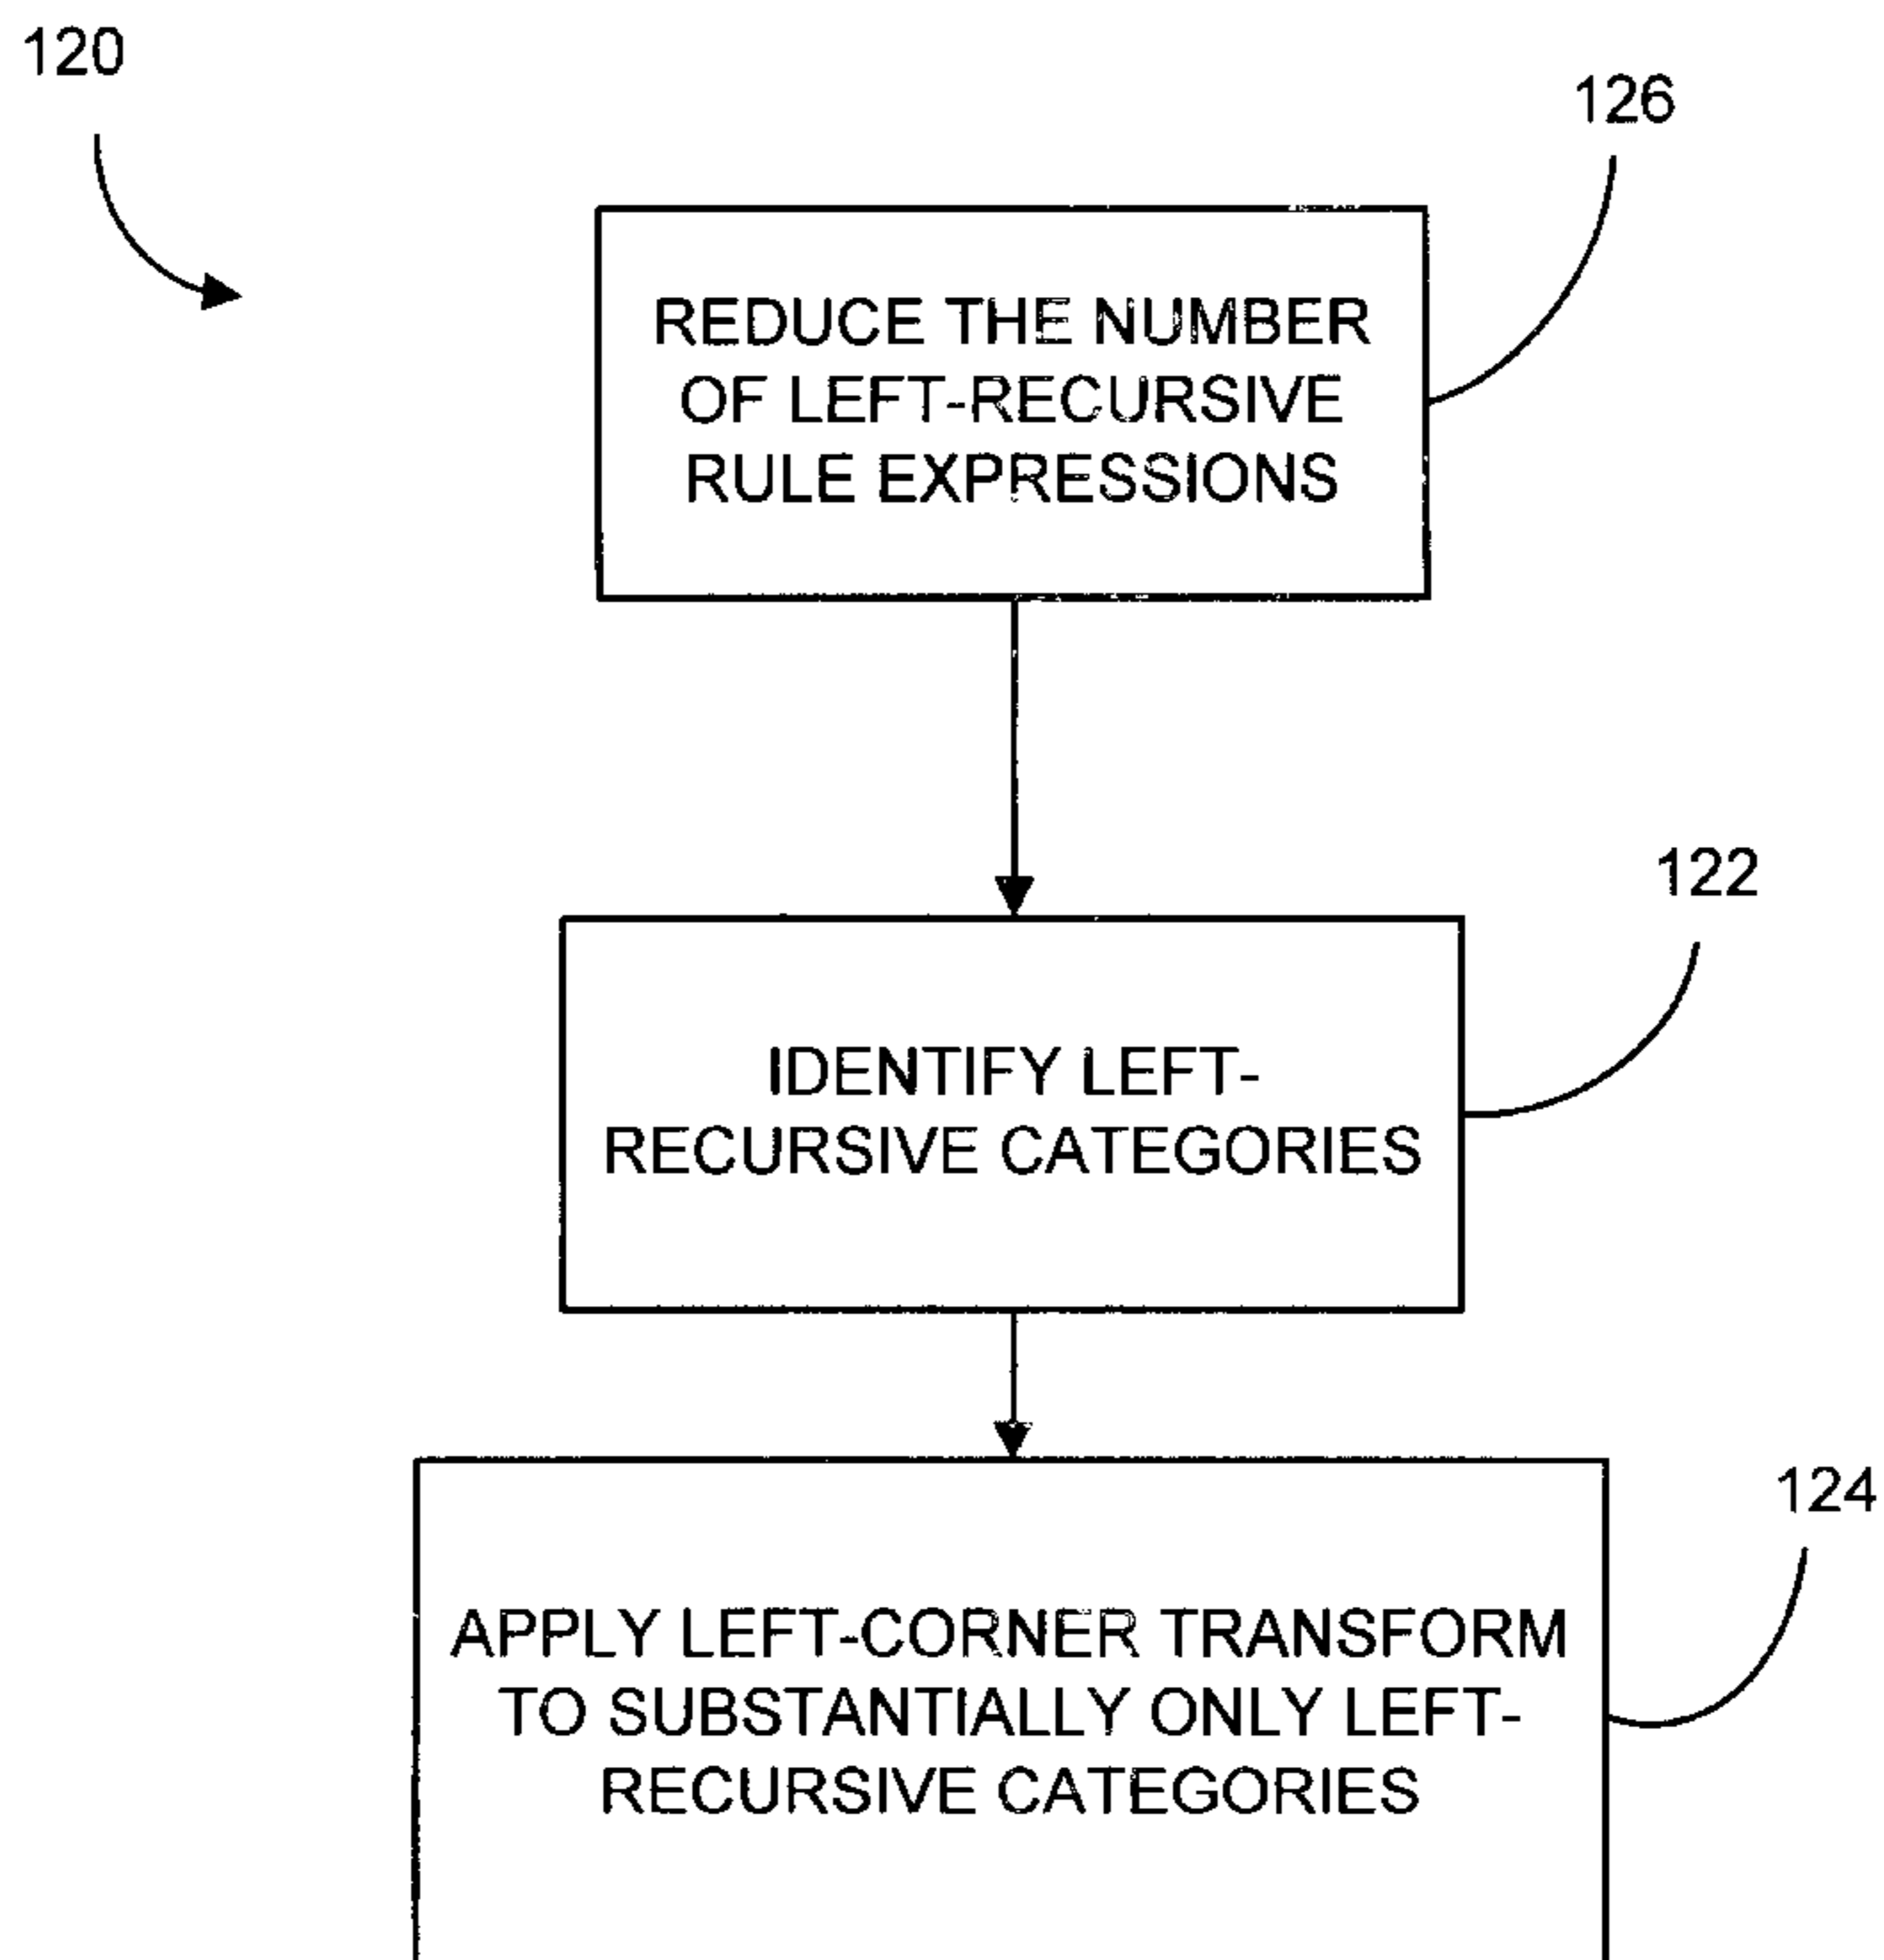 120
126
REDUCE THE NUMBER
OF LEFT-RECURSIVE
RULE EXPRESSIONS
122
IDENTIFY LEFT-
RECURSIVE CATEGORIES
124
APPLY LEFT-CORNER TRANSFORM
TO SUBSTANTIALLY ONLY LEFT-
RECURSIVE CATEGORIES